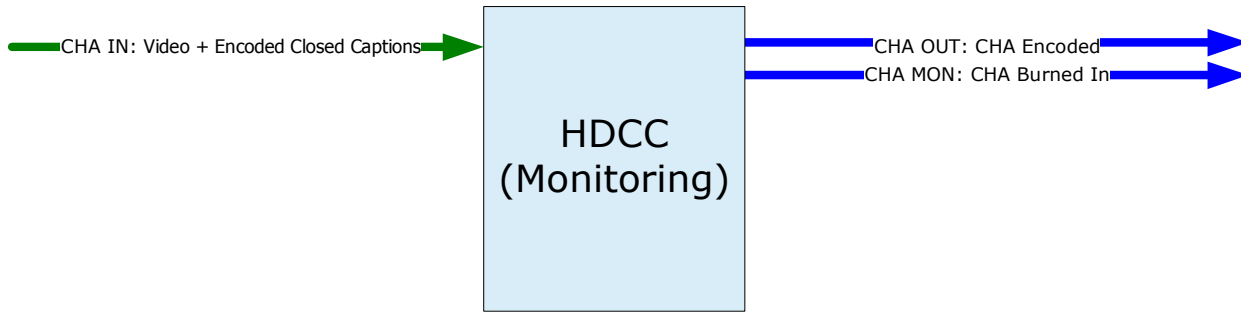 CHA IN: Video + Encoded Closed Captions
CHA OUT: CHA Encoded
CHA MON: CHA Burned In
HDCC
(Monitoring)